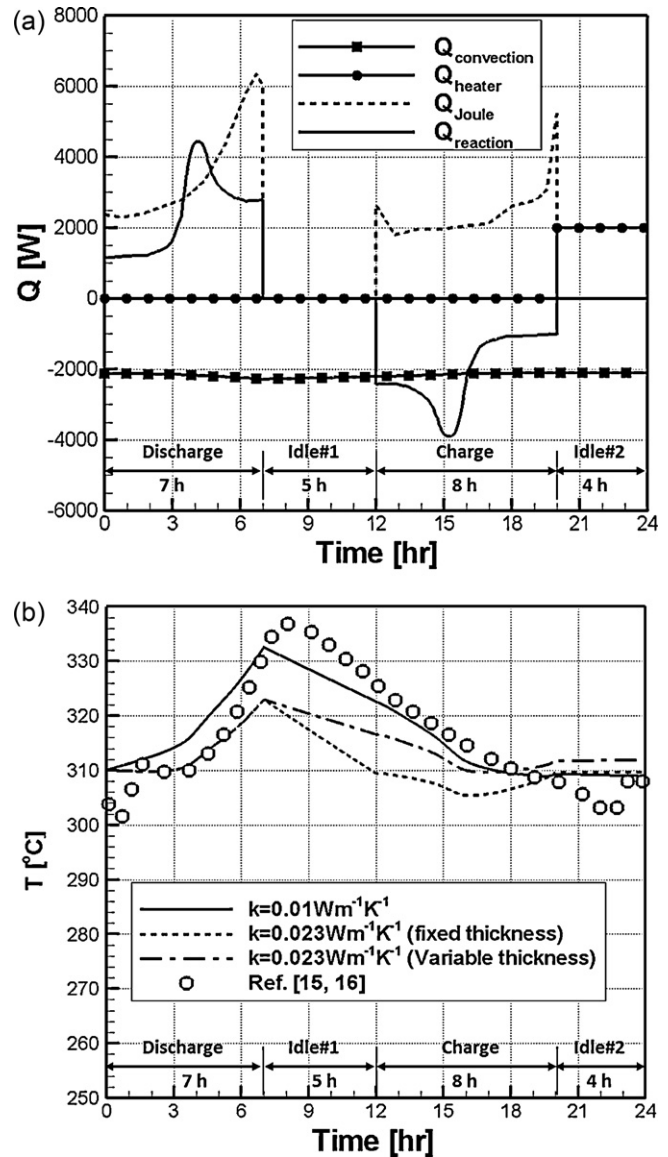 (a)
8000
6000
4000
2000
0
-2000
-4000
-6000
Q [W]
Qconvection
Qheater
QJoule
Qreaction
Discharge Idle#1 Charge Idle#2
7 h 5 h 8 h 4 h
0 3 6 9 12 15 18 21 24
Time [hr]
(b)
340
330
320
310
300
290
280
270
260
250
T [°C]
k=0.01Wm⁻¹K⁻¹
k=0.023Wm⁻¹K⁻¹ (fixed thickness)
k=0.023Wm⁻¹K⁻¹ (Variable thickness)
Ref. [15, 16]
Discharge Idle#1 Charge Idle#2
7 h 5 h 8 h 4 h
0 3 6 9 12 15 18 21 24
Time [hr]